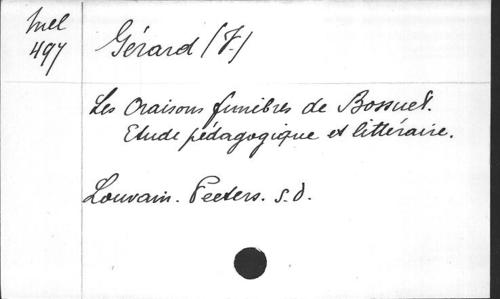 Mel
497
Gérard (F.)
Les Oraisons funèbres de Bossuet.
Etude pédagogique et littéraire.
Louvain. Peeters. s.d.